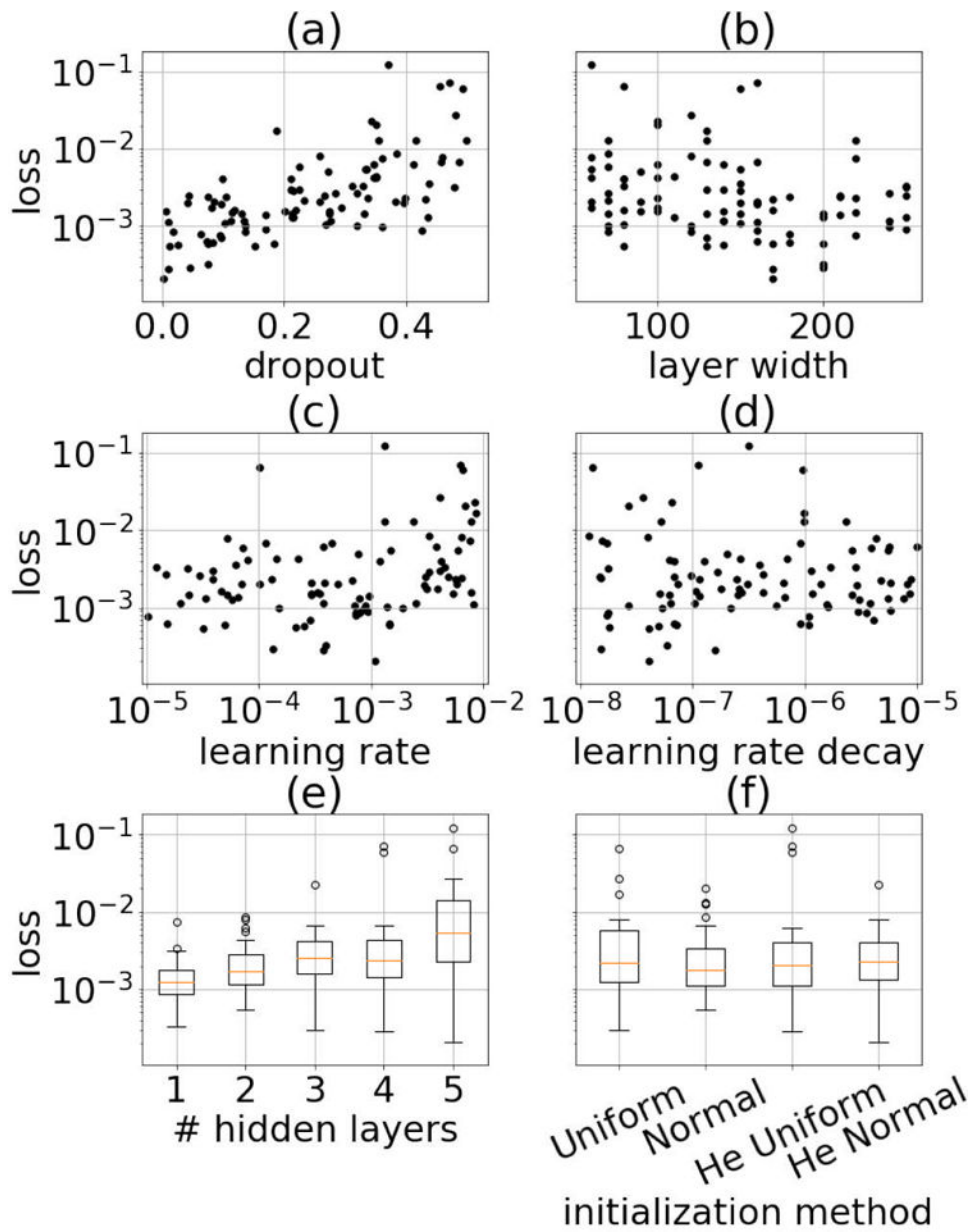 (a) (b)
loss
10⁻¹
10⁻²
10⁻³
0.0 0.2 0.4
dropout
100 200
layer width
(c) (d)
loss
10⁻¹
10⁻²
10⁻³
10⁻⁵ 10⁻⁴ 10⁻³ 10⁻²
learning rate
10⁻⁸ 10⁻⁷ 10⁻⁶ 10⁻⁵
learning rate decay
(e) (f)
loss
10⁻¹
10⁻²
10⁻³
1 2 3 4 5
# hidden layers
Uniform
Normal
He Uniform
He Normal
initialization method